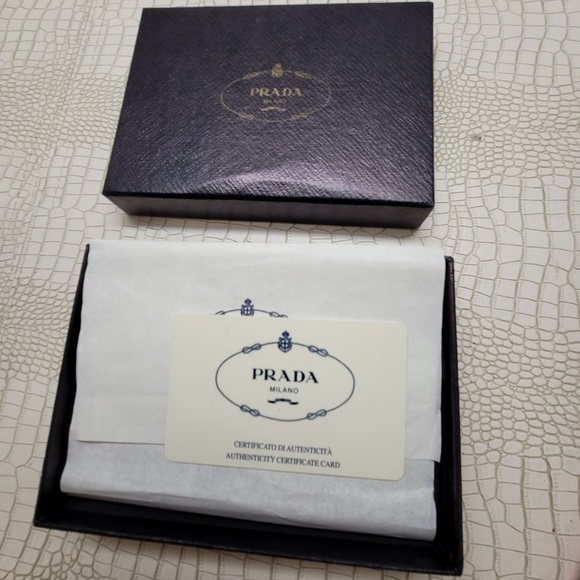 PRADA
MILANO
PRADA
MILANO
CERTIFICATO DI AUTENTICITÀ
AUTHENTICITY CERTIFICATE CARD